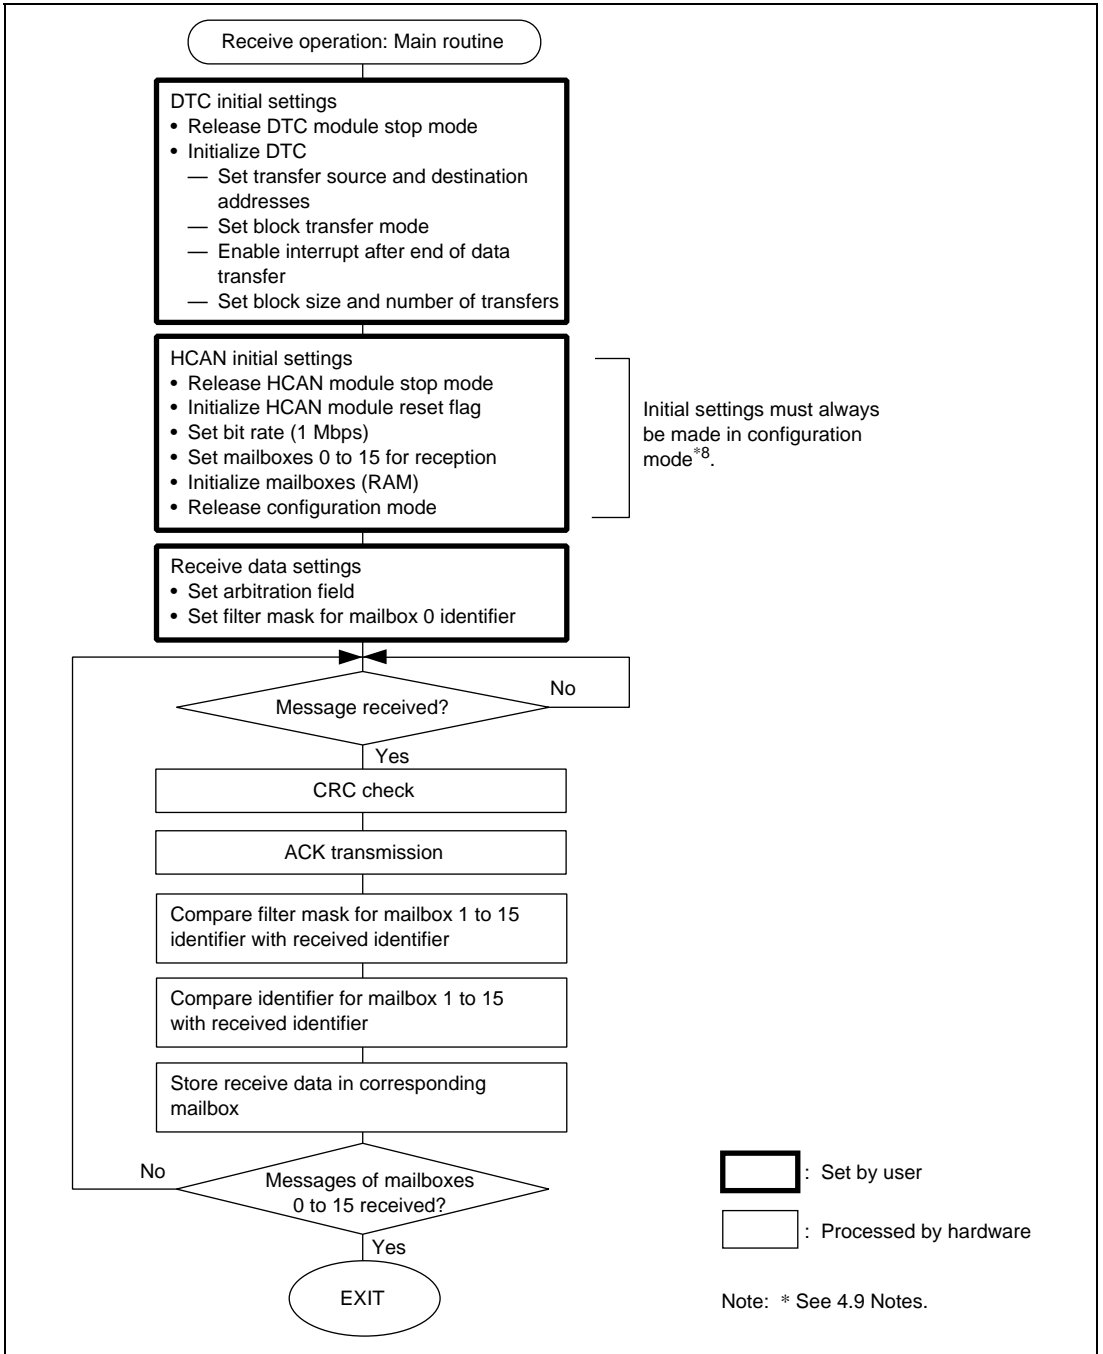 Receive operation: Main routine
DTC initial settings
• Release DTC module stop mode
• Initialize DTC
— Set transfer source and destination
addresses
— Set block transfer mode
— Enable interrupt after end of data
transfer
— Set block size and number of transfers
HCAN initial settings
• Release HCAN module stop mode
• Initialize HCAN module reset flag
• Set bit rate (1 Mbps)
• Set mailboxes 0 to 15 for reception
• Initialize mailboxes (RAM)
• Release configuration mode
Initial settings must always
be made in configuration
mode*8.
Receive data settings
• Set arbitration field
• Set filter mask for mailbox 0 identifier
Message received?
No
Yes
CRC check
ACK transmission
Compare filter mask for mailbox 1 to 15
identifier with received identifier
Compare identifier for mailbox 1 to 15
with received identifier
Store receive data in corresponding
mailbox
No
Messages of mailboxes
0 to 15 received?
Yes
EXIT
: Set by user
: Processed by hardware
Note: * See 4.9 Notes.